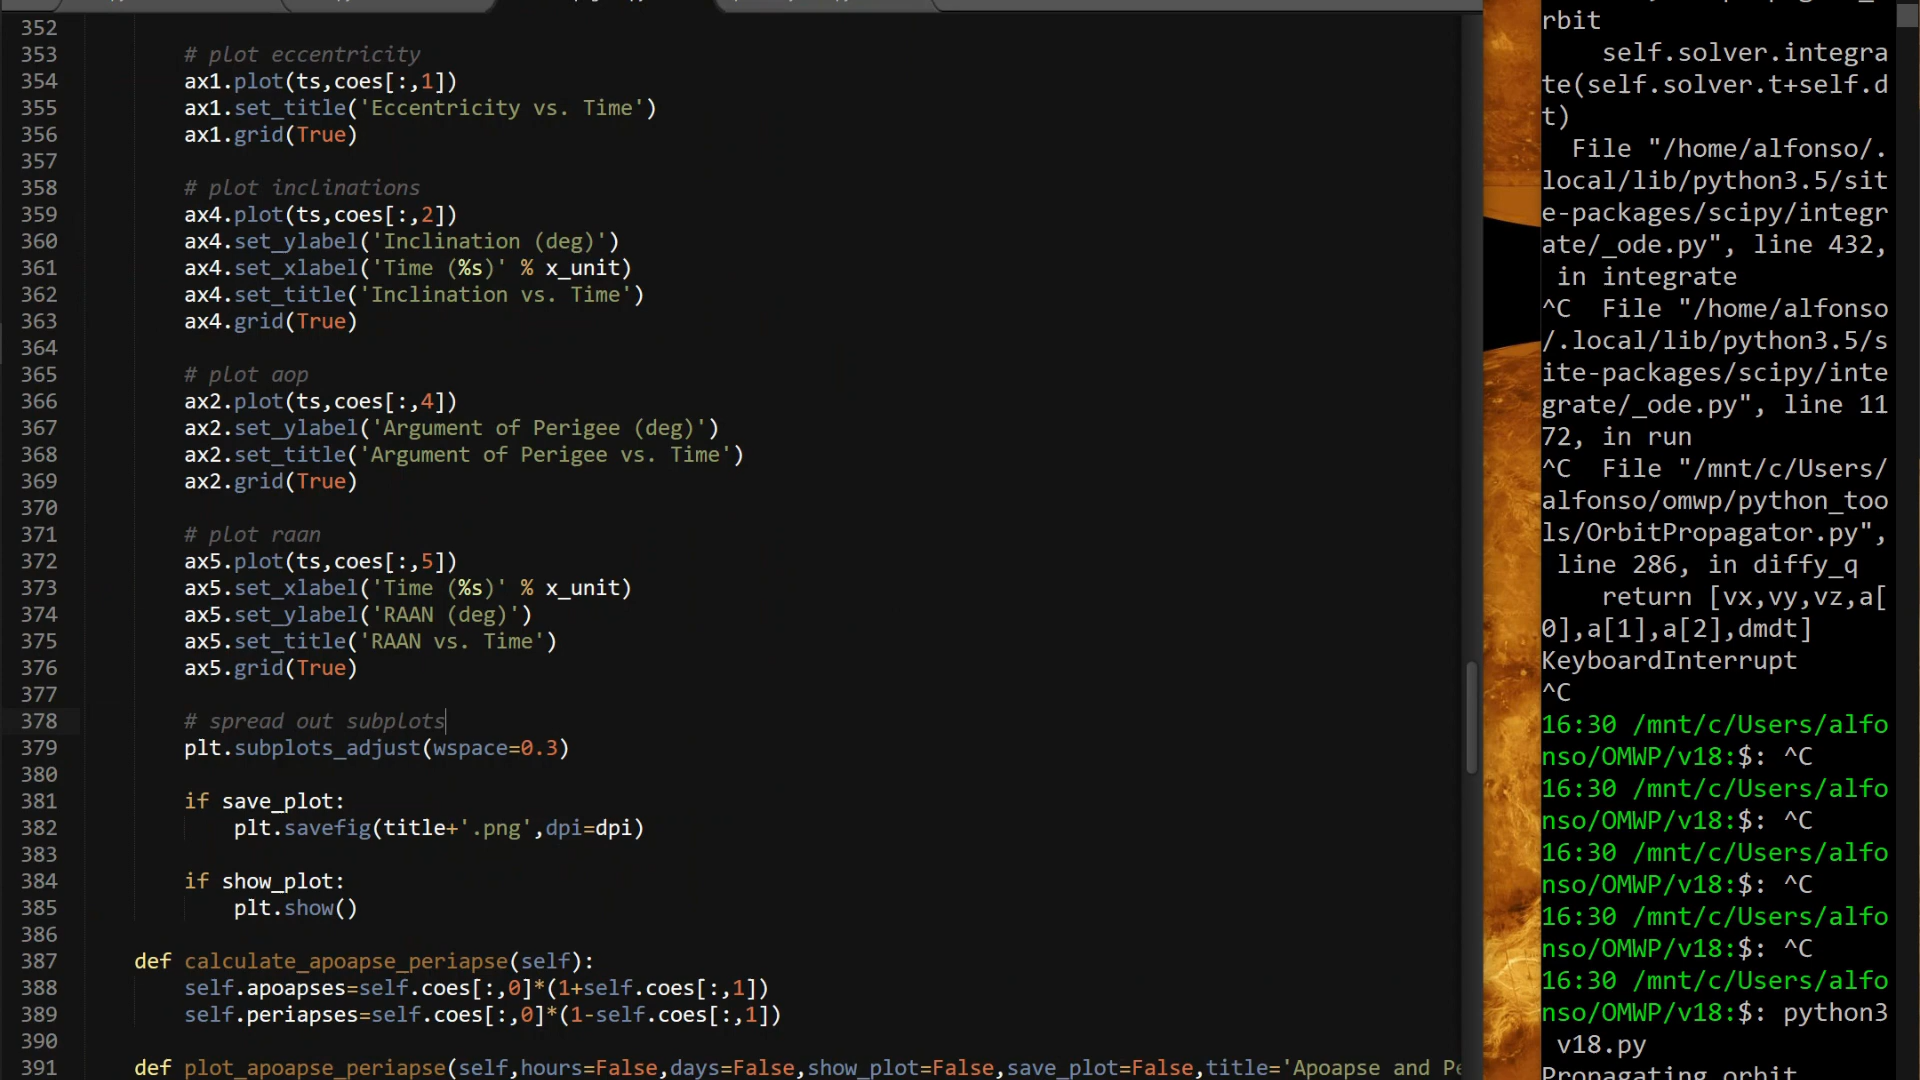 352
353 # plot eccentricity
354 ax1.plot(ts,coes[:,1])
355 ax1.set_title('Eccentricity vs. Time')
356 ax1.grid(True)
357
358 # plot inclinations
359 ax4.plot(ts,coes[:,2])
360 ax4.set_ylabel('Inclination (deg)')
361 ax4.set_xlabel('Time (%s)' % x_unit)
362 ax4.set_title('Inclination vs. Time')
363 ax4.grid(True)
364
365 # plot aop
366 ax2.plot(ts,coes[:,4])
367 ax2.set_ylabel('Argument of Perigee (deg)')
368 ax2.set_title('Argument of Perigee vs. Time')
369 ax2.grid(True)
370
371 # plot raan
372 ax5.plot(ts,coes[:,5])
373 ax5.set_xlabel('Time (%s)' % x_unit)
374 ax5.set_ylabel('RAAN (deg)')
375 ax5.set_title('RAAN vs. Time')
376 ax5.grid(True)
377
378 # spread out subplots
379 plt.subplots_adjust(wspace=0.3)
380
381 if save_plot:
382 plt.savefig(title+'.png',dpi=dpi)
383
384 if show_plot:
385 plt.show()
386
387 def calculate_apoapse_periapse(self):
388 self.apoapses=self.coes[:,0]*(1+self.coes[:,1])
389 self.periapses=self.coes[:,0]*(1-self.coes[:,1])
390
391 def plot_apoapse_periapse(self,hours=False,days=False,show_plot=False,save_plot=False,title='Apoapse and Pe
rbit
self.solver.integra
te(self.solver.t+self.d
t)
File "/home/alfonso/.
local/lib/python3.5/sit
e-packages/scipy/integr
ate/_ode.py", line 432,
in integrate
^C File "/home/alfonso
/.local/lib/python3.5/s
ite-packages/scipy/inte
grate/_ode.py", line 11
72, in run
^C File "/mnt/c/Users/
alfonso/omwp/python_too
ls/OrbitPropagator.py",
line 286, in diffy_q
return [vx,vy,vz,a[
0],a[1],a[2],dmdt]
KeyboardInterrupt
^C
16:30 /mnt/c/Users/alfo
nso/OMWP/v18:$: ^C
16:30 /mnt/c/Users/alfo
nso/OMWP/v18:$: ^C
16:30 /mnt/c/Users/alfo
nso/OMWP/v18:$: ^C
16:30 /mnt/c/Users/alfo
nso/OMWP/v18:$: ^C
16:30 /mnt/c/Users/alfo
nso/OMWP/v18:$: python3
v18.py
Propagating orbit